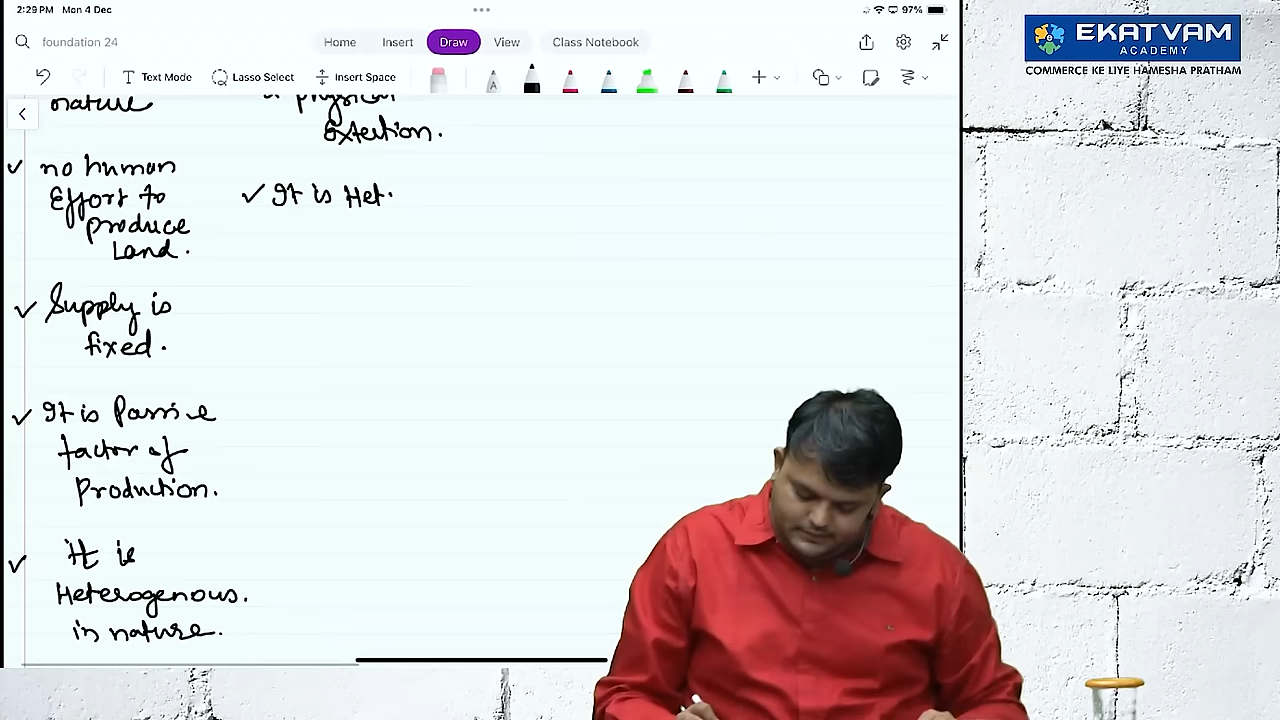 2:29 PM Mon 4 Dec
97%
EKATVAM
ACADEMY
COMMERCE KE LIYE HAMESHA PRATHAM
foundation 24
Home Insert Draw View Class Notebook
Text Mode Lasso Select Insert Space
nature
no human
Effort to
produce
Land.
Supply is
fixed.
It is Passive
factor of
Production.
It is
Heterogenous.
in nature.
physical
It is Het.